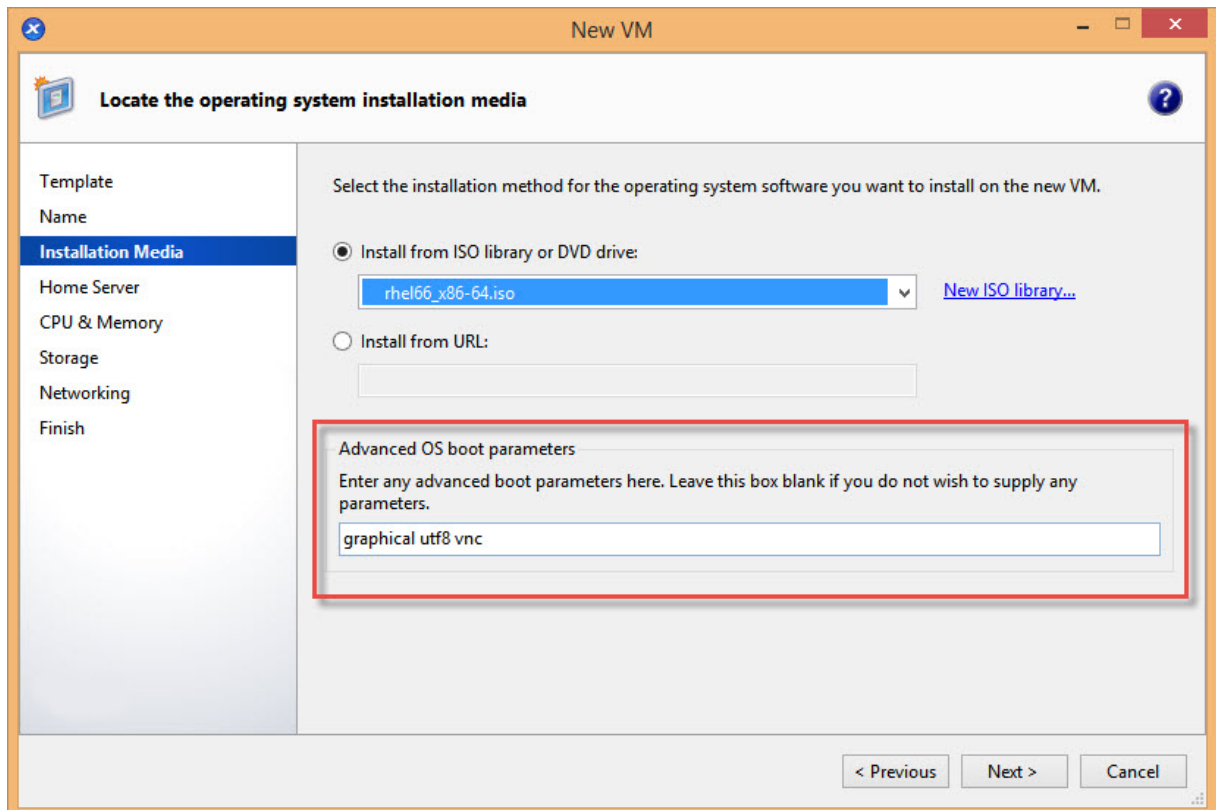 New VM
Locate the operating system installation media
?
Template
Name
Installation Media
Home Server
CPU & Memory
Storage
Networking
Finish
Select the installation method for the operating system software you want to install on the new VM.
Install from ISO library or DVD drive:
rhel66_x86-64.iso
New ISO library...
Install from URL:
Advanced OS boot parameters
Enter any advanced boot parameters here. Leave this box blank if you do not wish to supply any
parameters.
graphical utf8 vnc
< Previous
Next >
Cancel